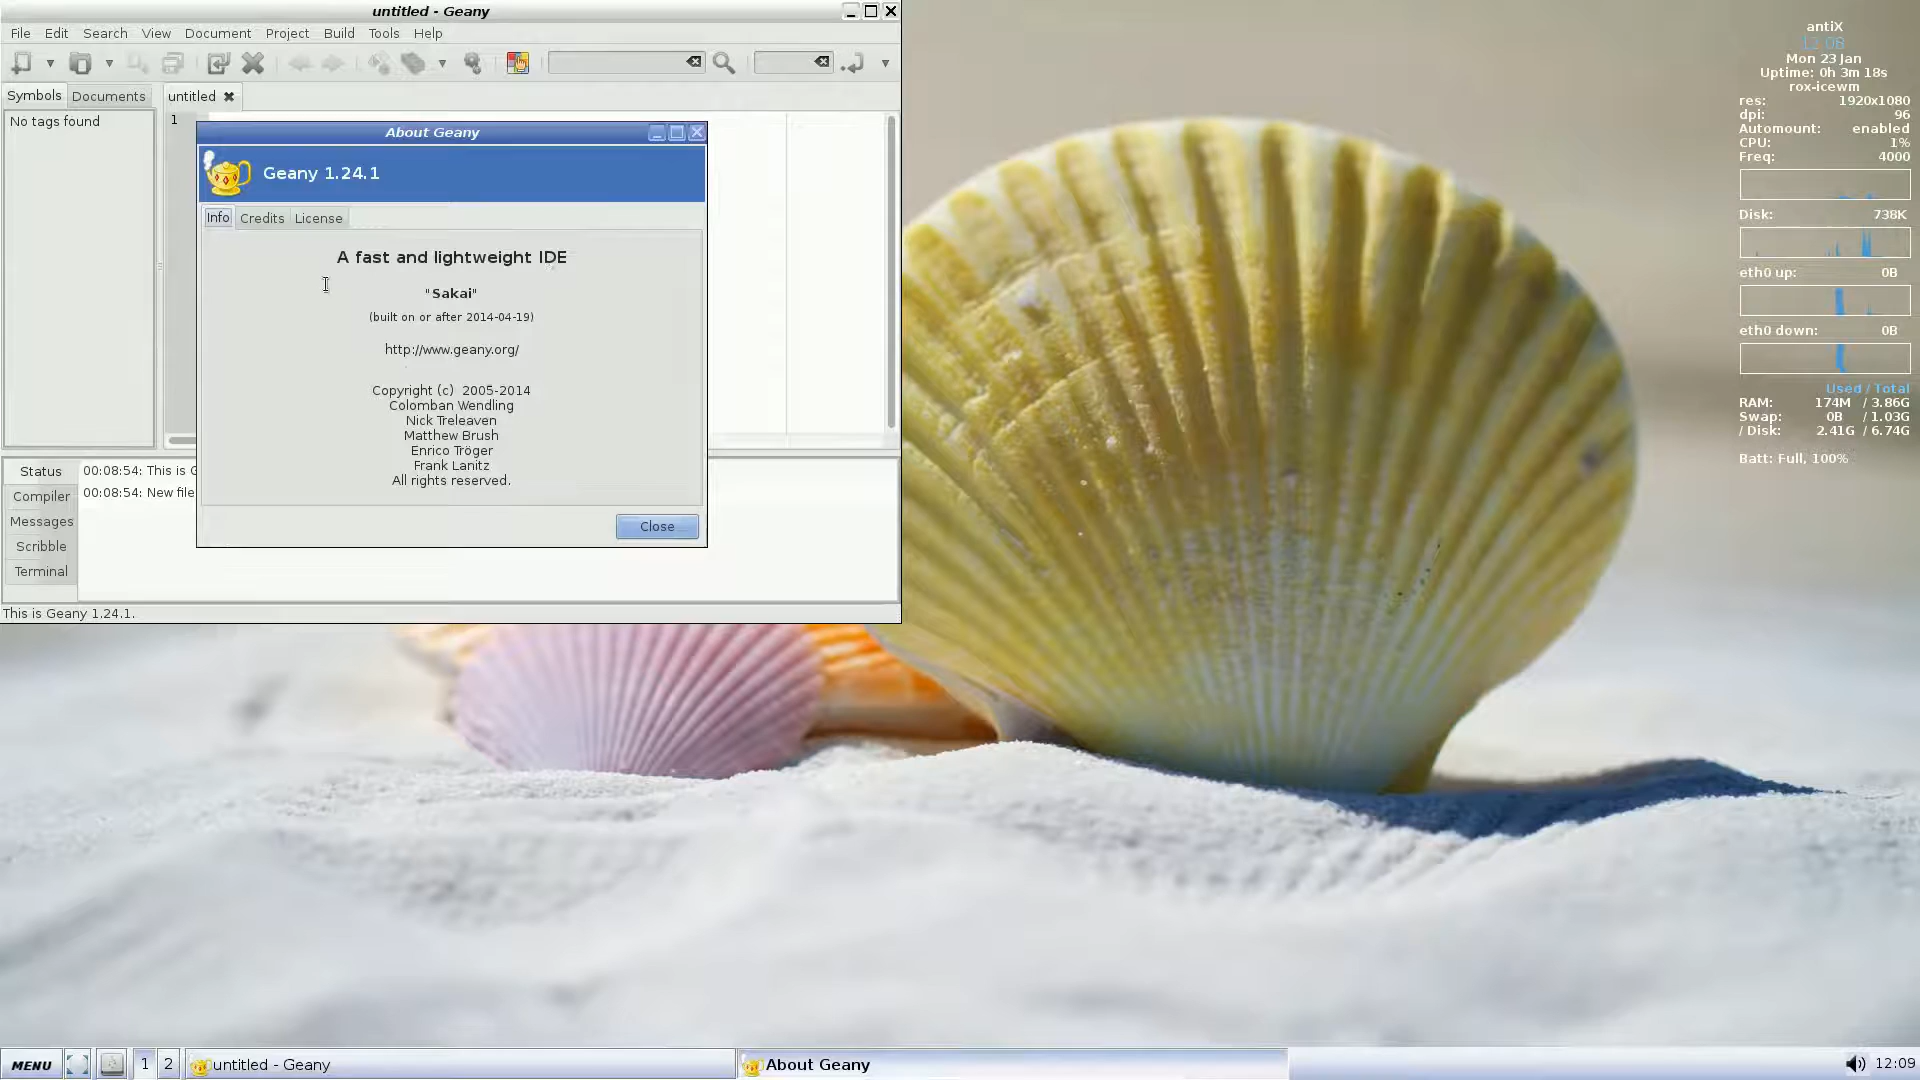 untitled - Geany
File Edit Search View Document Project Build Tools Help
Symbols Documents untitled
No tags found
1
About Geany
Geany 1.24.1
Info Credits License
A fast and lightweight IDE
"Sakai"
(built on or after 2014-04-19)
http://www.geany.org/
Copyright (c)  2005-2014
Colomban Wendling
Nick Treleaven
Matthew Brush
Enrico Tröger
Frank Lanitz
All rights reserved.
Close
Status
Compiler
Messages
Scribble
Terminal
00:08:54: This is G
00:08:54: New file
This is Geany 1.24.1.
antiX
12:08
Mon 23 Jan
Uptime: 0h 3m 18s
rox-icewm
res: 1920x1080
dpi: 96
Automount: enabled
CPU: 1%
Freq: 4000
Disk: 738K
eth0 up: 0B
eth0 down: 0B
Used / Total
RAM: 174M / 3.86G
Swap: 0B / 1.03G
/ Disk: 2.41G / 6.74G
Batt: Full, 100%
MENU 1 2 untitled - Geany About Geany 12:09